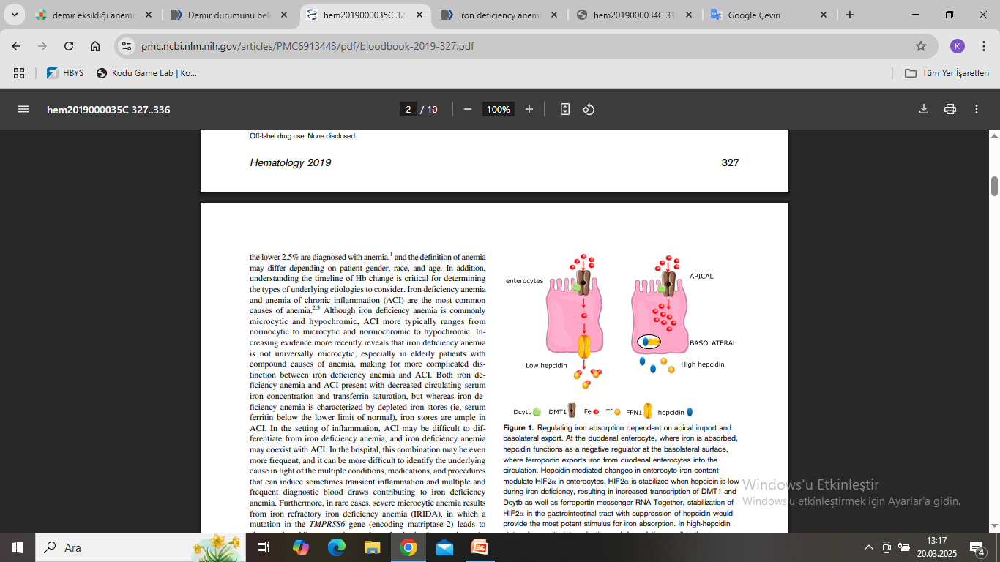 demir eksikliği anemis
Demir durumunu beli
hem2019000035C 327
iron deficiency anemi
hem2019000034C 31
Google Çeviri
pmc.ncbi.nlm.nih.gov/articles/PMC6913443/pdf/bloodbook-2019-327.pdf
K
HBYS
Kodu Game Lab | Ko...
Tüm Yer İşaretleri
hem2019000035C 327..336
2 / 10
100%
Off-label drug use: None disclosed.
Hematology 2019
327
the lower 2.5% are diagnosed with anemia,1 and the definition of anemia
may differ depending on patient gender, race, and age. In addition,
understanding the timeline of Hb change is critical for determining
the types of underlying etiologies to consider. Iron deficiency anemia
and anemia of chronic inflammation (ACI) are the most common
causes of anemia.2,3 Although iron deficiency anemia is commonly
microcytic and hypochromic, ACI more typically ranges from
normocytic to microcytic and normochromic to hypochromic. In-
creasing evidence more recently reveals that iron deficiency anemia
is not universally microcytic, especially in elderly patients with
compound causes of anemia, making for more complicated dis-
tinction between iron deficiency anemia and ACI. Both iron de-
ficiency anemia and ACI present with decreased circulating serum
iron concentration and transferrin saturation, but whereas iron de-
ficiency anemia is characterized by depleted iron stores (ie, serum
ferritin below the lower limit of normal), iron stores are ample in
ACI. In the setting of inflammation, ACI may be difficult to dif-
ferentiate from iron deficiency anemia, and iron deficiency anemia
may coexist with ACI. In the hospital, this combination may be even
more frequent, and it can be more difficult to identify the underlying
cause in light of the multiple conditions, medications, and procedures
that can induce sometimes transient inflammation and multiple and
frequent diagnostic blood draws contributing to iron deficiency
anemia. Furthermore, in rare cases, severe microcytic anemia results
from iron refractory iron deficiency anemia (IRIDA), in which a
mutation in the TMPRSS6 gene (encoding matriptase-2) leads to
enterocytes
APICAL
BASOLATERAL
Low hepcidin
High hepcidin
Dcytb
DMT1
Fe
Tf
FPN1
hepcidin
Figure 1. Regulating iron absorption dependent on apical import and
basolateral export. At the duodenal enterocyte, where iron is absorbed,
hepcidin functions as a negative regulator at the basolateral surface,
where ferroportin exports iron from duodenal enterocytes into the
circulation. Hepcidin-mediated changes in enterocyte iron content
modulate HIF2α in enterocytes. HIF2α is stabilized when hepcidin is low
during iron deficiency, resulting in increased transcription of DMT1 and
Dcytb as well as ferroportin messenger RNA Together, stabilization of
HIF2α in the gastrointestinal tract with suppression of hepcidin would
provide the most potent stimulus for iron absorption. In high-hepcidin
Windows'u Etkinleştir
Windows'u etkinleştirmek için Ayarlar'a gidin.
Ara
13:17
20.03.2025
4